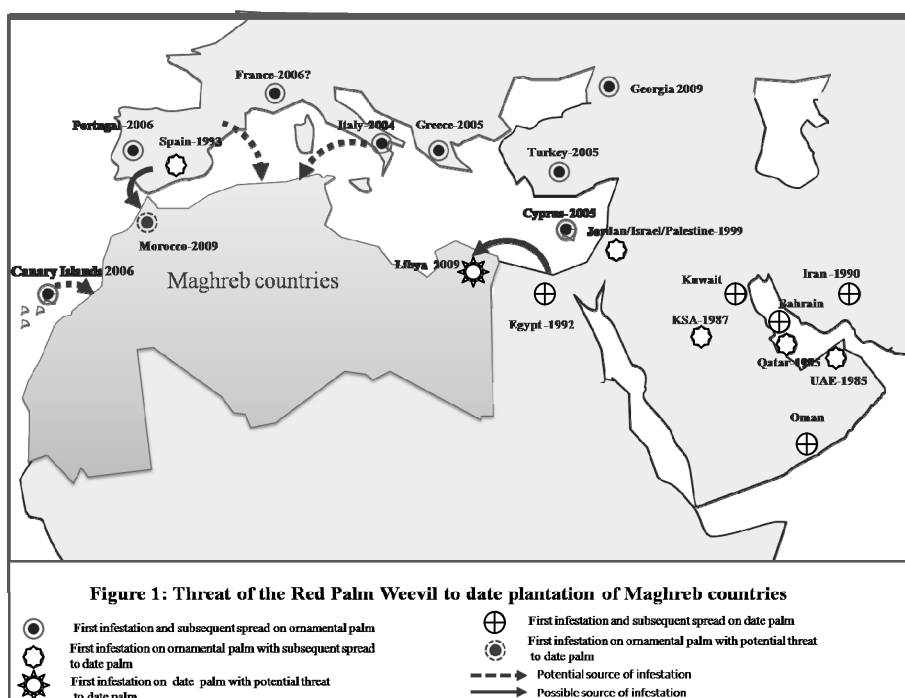 France-2006?
Georgia 2009
Portugal-2006
Spain-1993
Italy-2004
Greece-2005
Turkey-2005
Cyprus-2005
Jordan/Israel/Palestine-1999
Morocco-2009
Canary Islands 2006
Maghreb countries
Libya 2009
Egypt-1992
Kuwait
Iran-1990
Bahrain
KSA-1987
Qatar-
UAE-1985
Oman
Figure 1: Threat of the Red Palm Weevil to date plantation of Maghreb countries
First infestation and subsequent spread on ornamental palm
First infestation on ornamental palm with subsequent spread
to date palm
First infestation on date palm with potential threat
to date palm
First infestation and subsequent spread on date palm
First infestation on ornamental palm with potential threat
to date palm
Potential source of infestation
Possible source of infestation